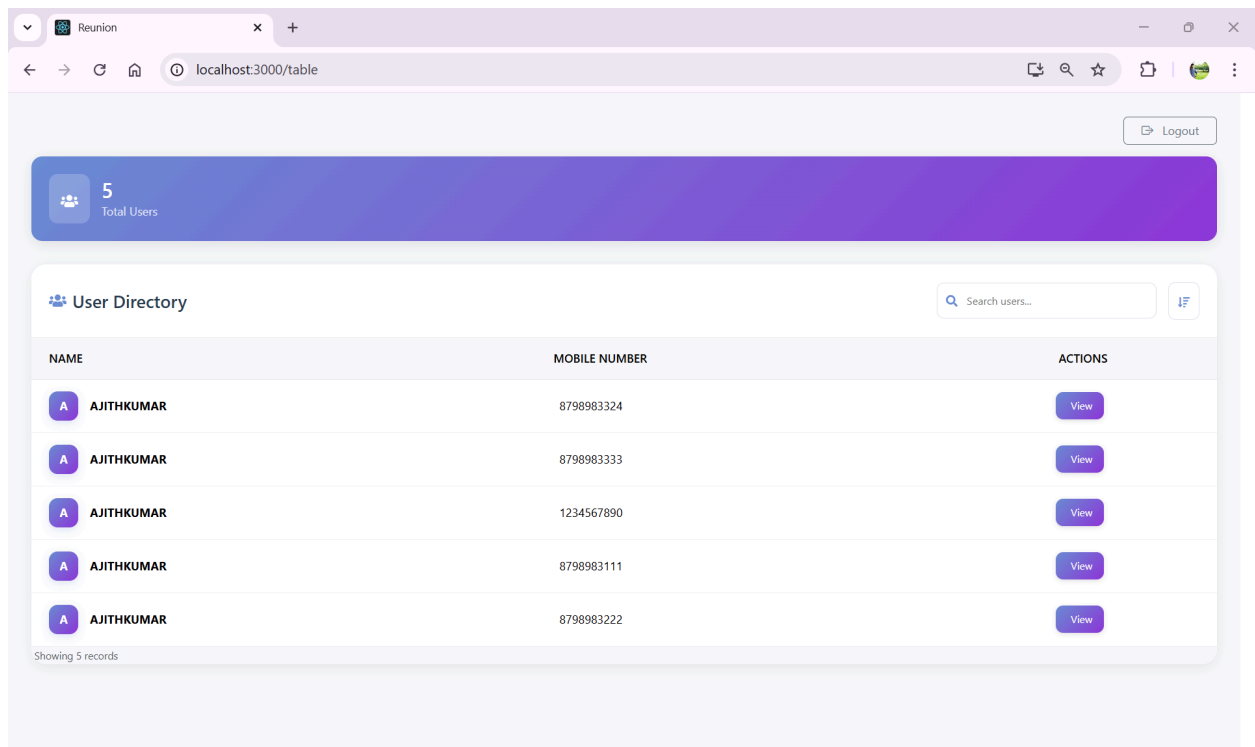 Reunion
localhost:3000/table
Logout
5
Total Users
User Directory
Search users...
NAME MOBILE NUMBER ACTIONS
A AJITHKUMAR 8798983324 View
A AJITHKUMAR 8798983333 View
A AJITHKUMAR 1234567890 View
A AJITHKUMAR 8798983111 View
A AJITHKUMAR 8798983222 View
Showing 5 records